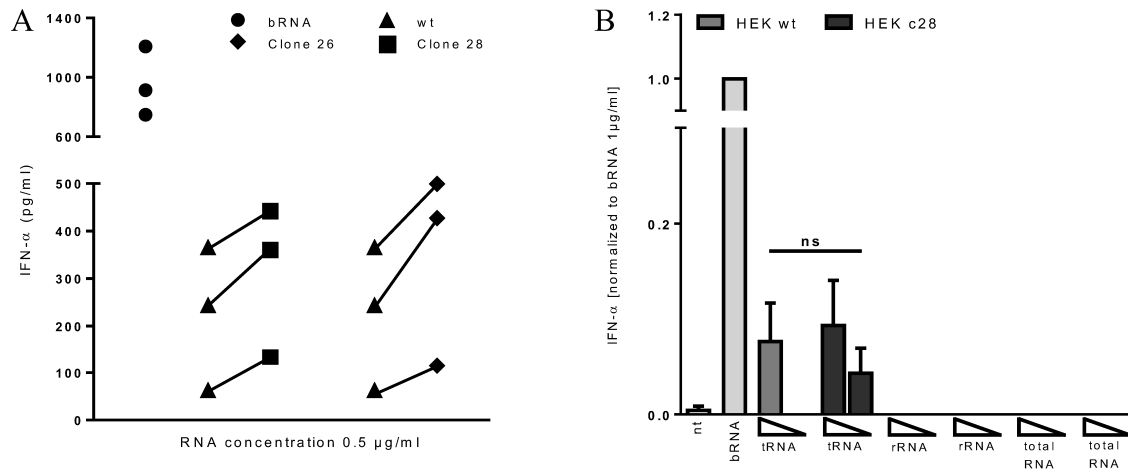 A
bRNA
wt
Clone 26
Clone 28
1400
1000
600
500
400
300
200
100
0
IFN-α (pg/ml)
RNA concentration 0.5 µg/ml
B
HEK wt
HEK c28
1.2
1.0
0.2
0.0
IFN-α [normalized to bRNA 1µg/ml]
ns
nt
bRNA
tRNA
tRNA
rRNA
rRNA
total RNA
total RNA